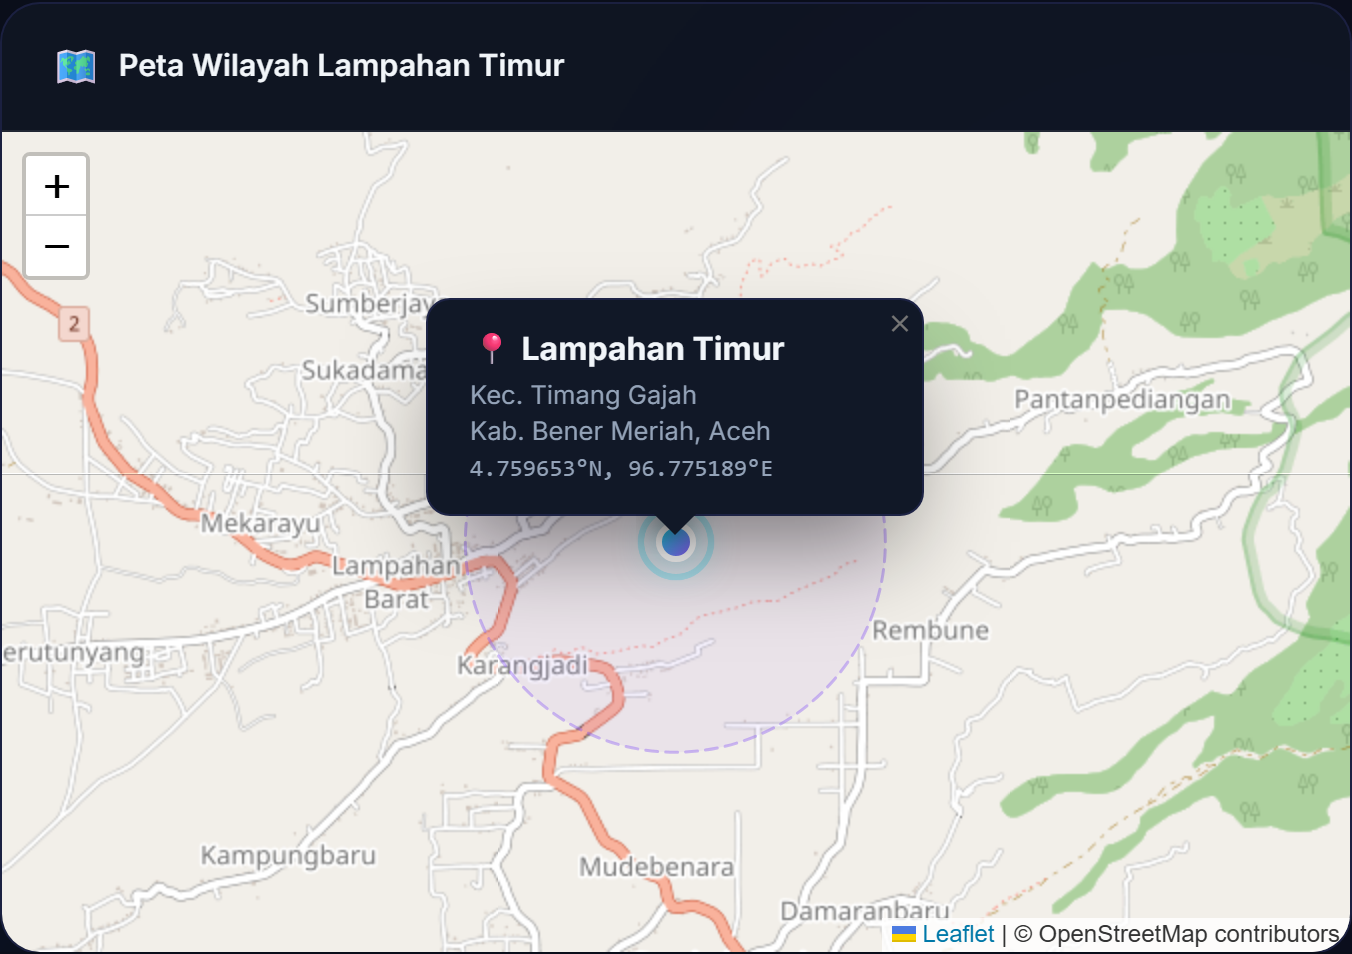 Peta Wilayah Lampahan Timur
+
−
2
Sumberjay
Sukadama
Lampahan Timur
Kec. Timang Gajah
Kab. Bener Meriah, Aceh
4.759653°N, 96.775189°E
Pantanpediangan
Mekarayu
Lampahan
Barat
Rembune
erutunyang
Karangjadi
Kampungbaru
Mudebenara
Damaranbaru
Leaflet | © OpenStreetMap contributors